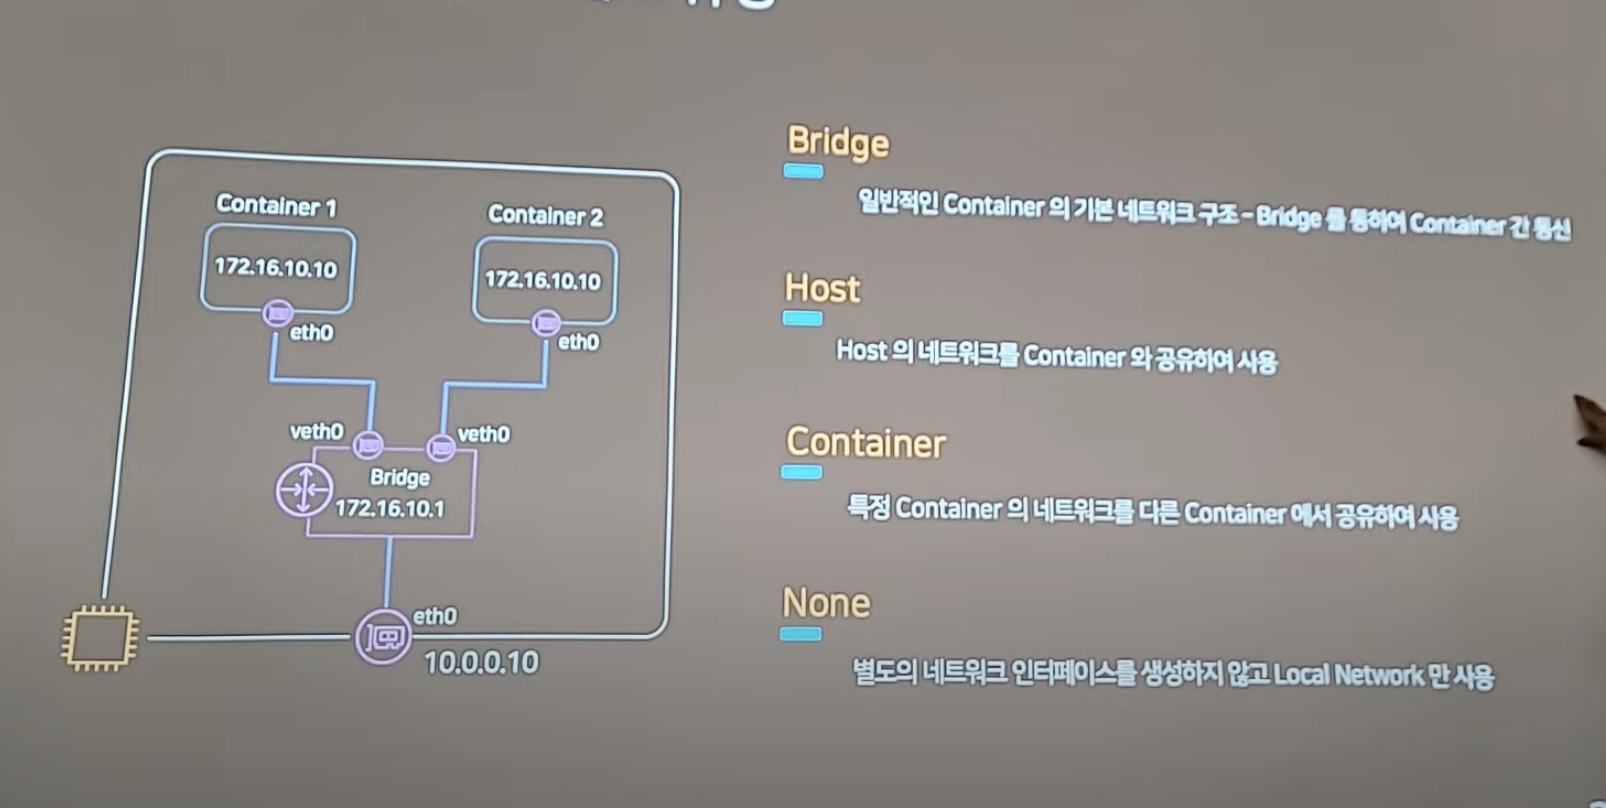 Container 1
Container 2
172.16.10.10
172.16.10.10
eth0
eth0
veth0
veth0
Bridge
172.16.10.1
eth0
10.0.0.10
Bridge
일반적인 Container 의 기본 네트워크 구조 - Bridge 를 통하여 Container 간 통신
Host
Host 의 네트워크를 Container 와 공유하여 사용
Container
특정 Container 의 네트워크를 다른 Container 에서 공유하여 사용
None
별도의 네트워크 인터페이스를 생성하지 않고 Local Network 만 사용